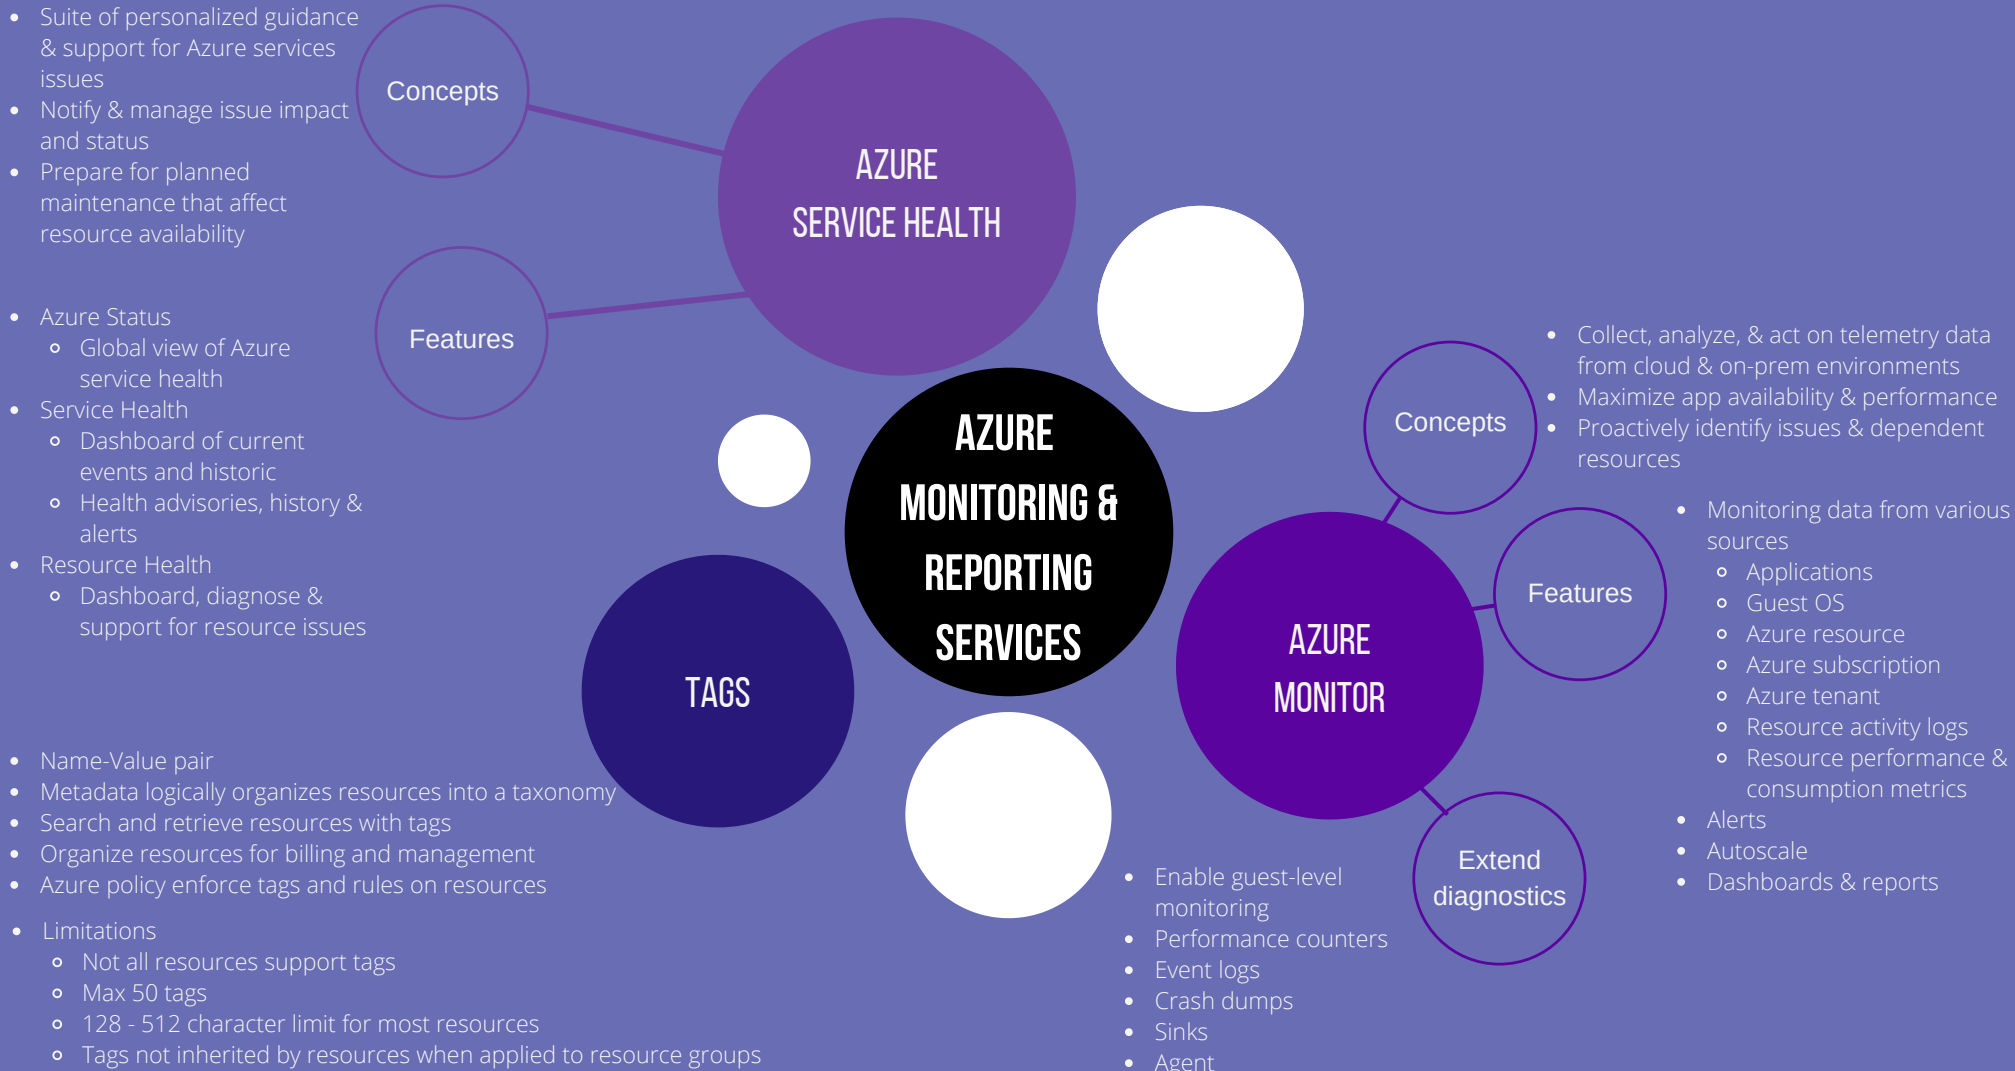 Suite of personalized guidance
& support for Azure services
issues
Notify & manage issue impact
and status
Prepare for planned
maintenance that affect
resource availability
Concepts
AZURE
SERVICE HEALTH
Features
Azure Status
Global view of Azure
service health
Service Health
Dashboard of current
events and historic
Health advisories, history &
alerts
Resource Health
Dashboard, diagnose &
support for resource issues
AZURE
MONITORING &
REPORTING
SERVICES
TAGS
Name-Value pair
Metadata logically organizes resources into a taxonomy
Search and retrieve resources with tags
Organize resources for billing and management
Azure policy enforce tags and rules on resources
Limitations
Not all resources support tags
Max 50 tags
128 - 512 character limit for most resources
Tags not inherited by resources when applied to resource groups
AZURE
MONITOR
Concepts
Collect, analyze, & act on telemetry data
from cloud & on-prem environments
Maximize app availability & performance
Proactively identify issues & dependent
resources
Features
Monitoring data from various
sources
Applications
Guest OS
Azure resource
Azure subscription
Azure tenant
Resource activity logs
Resource performance &
consumption metrics
Alerts
Autoscale
Dashboards & reports
Extend
diagnostics
Enable guest-level
monitoring
Performance counters
Event logs
Crash dumps
Sinks
Agent